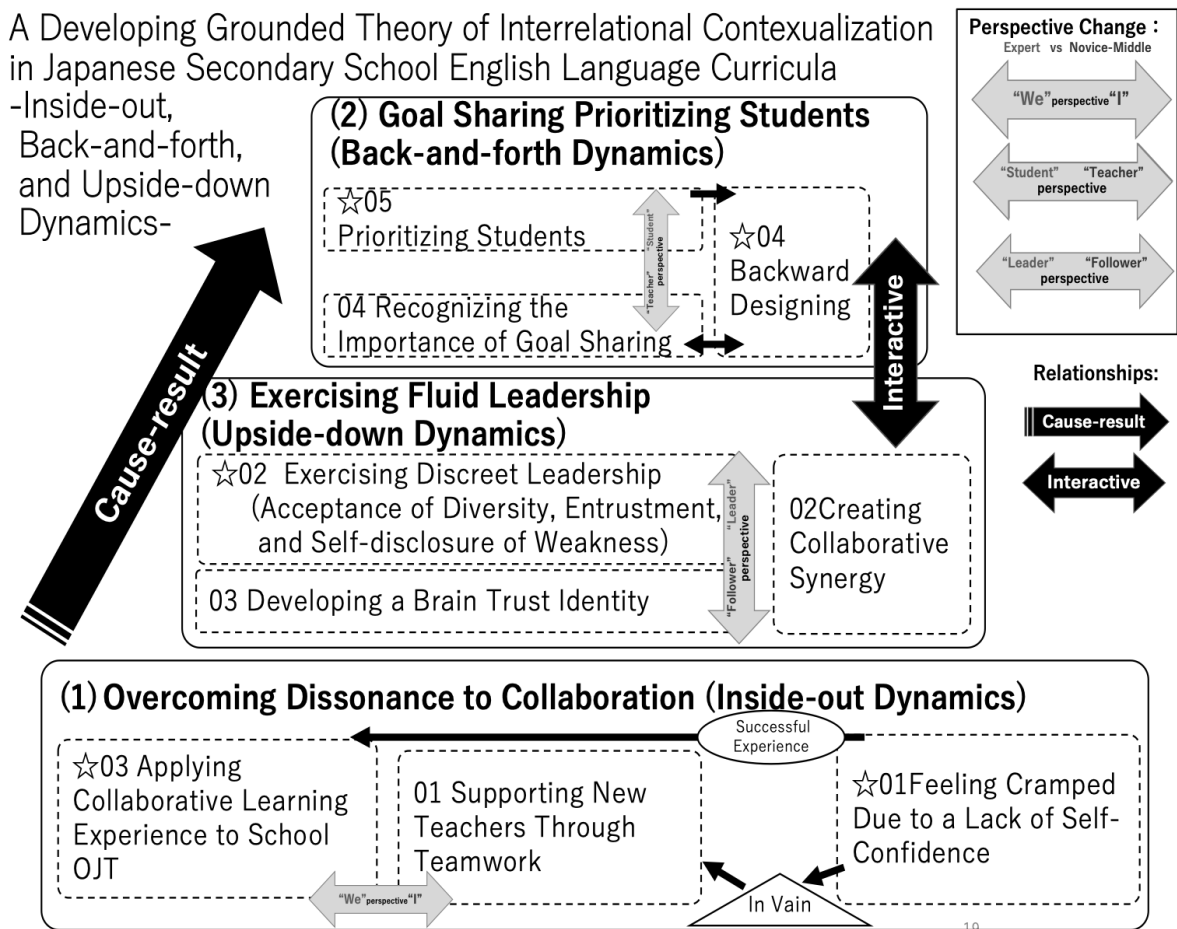 A Developing Grounded Theory of Interrelational Contexualization
in Japanese Secondary School English Language Curricula
-Inside-out,
Back-and-forth,
and Upside-down
Dynamics-
Perspective Change :
Expert vs Novice-Middle
"We" perspective "I"
"Student" "Teacher"
perspective
"Leader" "Follower"
perspective
Relationships:
Cause-result
Interactive
Cause-result
(2) Goal Sharing Prioritizing Students
(Back-and-forth Dynamics)
☆05
Prioritizing Students
"Teacher" "Student"
perspective
04 Recognizing the
Importance of Goal Sharing
☆04
Backward
Designing
Interactive
(3) Exercising Fluid Leadership
(Upside-down Dynamics)
☆02 Exercising Discreet Leadership
(Acceptance of Diversity, Entrustment,
and Self-disclosure of Weakness)
03 Developing a Brain Trust Identity
"Follower" "Leader"
perspective
02Creating
Collaborative
Synergy
(1) Overcoming Dissonance to Collaboration (Inside-out Dynamics)
Successful
Experience
☆03 Applying
Collaborative Learning
Experience to School
OJT
01 Supporting New
Teachers Through
Teamwork
☆01Feeling Cramped
Due to a Lack of Self-
Confidence
"We" perspective "I"
In Vain
19